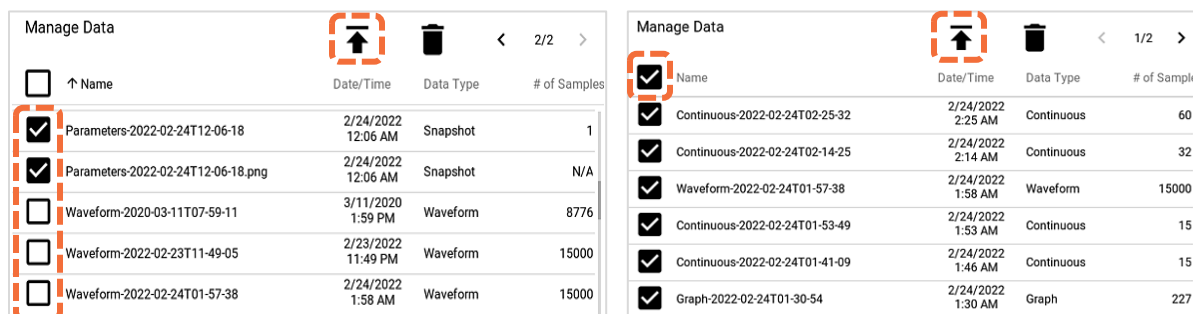 Manage Data
2/2
Name
Date/Time
Data Type
# of Samples
Parameters-2022-02-24T12-06-18
2/24/2022
12:06 AM
Snapshot
1
Parameters-2022-02-24T12-06-18.png
2/24/2022
12:06 AM
Snapshot
N/A
Waveform-2020-03-11T07-59-11
3/11/2020
1:59 PM
Waveform
8776
Waveform-2022-02-23T11-49-05
2/23/2022
11:49 PM
Waveform
15000
Waveform-2022-02-24T01-57-38
2/24/2022
1:58 AM
Waveform
15000
Manage Data
1/2
Name
Date/Time
Data Type
# of Sample
Continuous-2022-02-24T02-25-32
2/24/2022
2:25 AM
Continuous
60
Continuous-2022-02-24T02-14-25
2/24/2022
2:14 AM
Continuous
32
Waveform-2022-02-24T01-57-38
2/24/2022
1:58 AM
Waveform
15000
Continuous-2022-02-24T01-53-49
2/24/2022
1:53 AM
Continuous
15
Continuous-2022-02-24T01-41-09
2/24/2022
1:46 AM
Continuous
15
Graph-2022-02-24T01-30-54
2/24/2022
1:30 AM
Graph
227